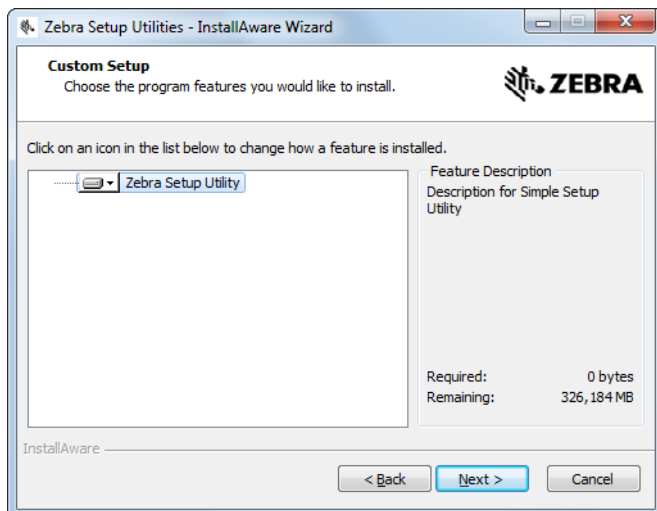 Zebra Setup Utilities - InstallAware Wizard
Custom Setup
Choose the program features you would like to install.
ZEBRA
Click on an icon in the list below to change how a feature is installed.
Zebra Setup Utility
Feature Description
Description for Simple Setup
Utility
Required: 0 bytes
Remaining: 326,184 MB
InstallAware
< Back Next > Cancel